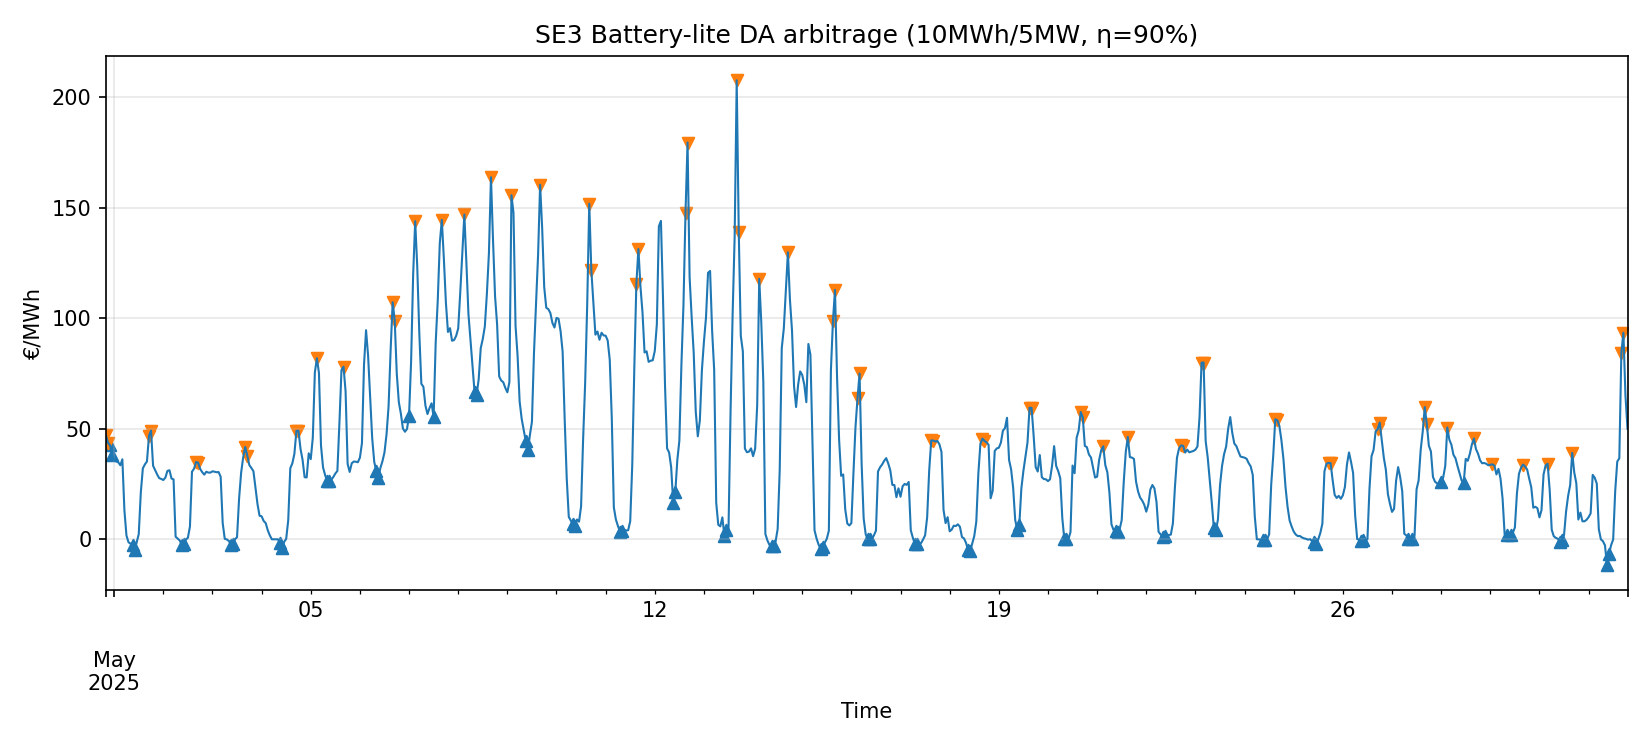 SE3 Battery-lite DA arbitrage (10MWh/5MW, η=90%)
€/MWh
200
150
100
50
0
05
12
19
26
May
2025
Time